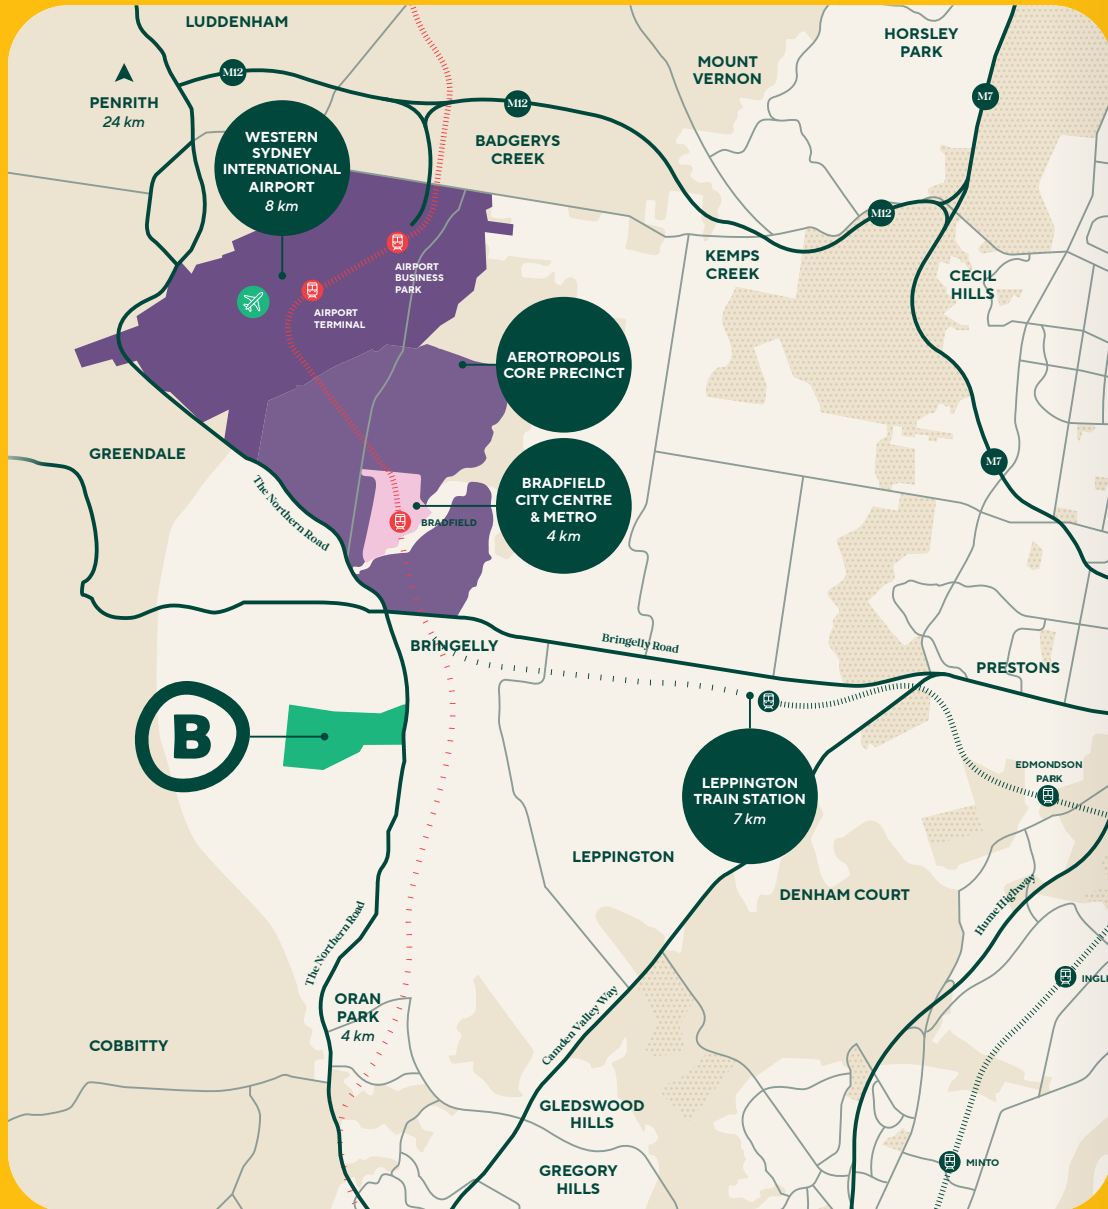 LUDDENHAM
HORSLEY
PARK
MOUNT
VERNON
M12
PENRITH
24 km
M12
M7
WESTERN
SYDNEY
INTERNATIONAL
AIRPORT
8 km
BADGERYS
CREEK
M12
KEMPS
CREEK
CECIL
HILLS
AIRPORT
BUSINESS
PARK
AIRPORT
TERMINAL
AEROTROPOLIS
CORE PRECINCT
GREENDALE
M7
The Northern Road
BRADFIELD
CITY CENTRE
& METRO
4 km
BRADFIELD
BRINGELLY
Bringelly Road
PRESTONS
B
LEPPINGTON
TRAIN STATION
7 km
EDMONDSON
PARK
LEPPINGTON
DENHAM COURT
Hume Highway
The Northern Road
INGLE
ORAN
PARK
4 km
Camden Valley Way
COBBITTY
GLEDSWOOD
HILLS
GREGORY
HILLS
MINTO